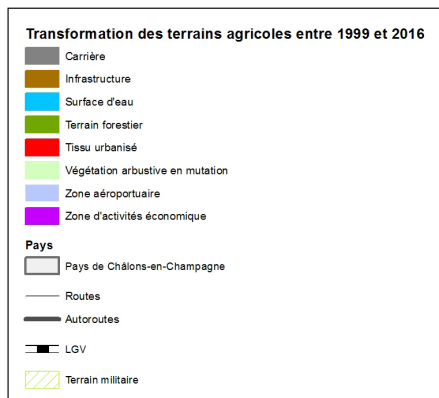 Transformation des terrains agricoles entre 1999 et 2016
Carrière
Infrastructure
Surface d'eau
Terrain forestier
Tissu urbanisé
Végétation arbustive en mutation
Zone aéroportuaire
Zone d'activités économique
Pays
Pays de Châlons-en-Champagne
Routes
Autoroutes
LGV
Terrain militaire